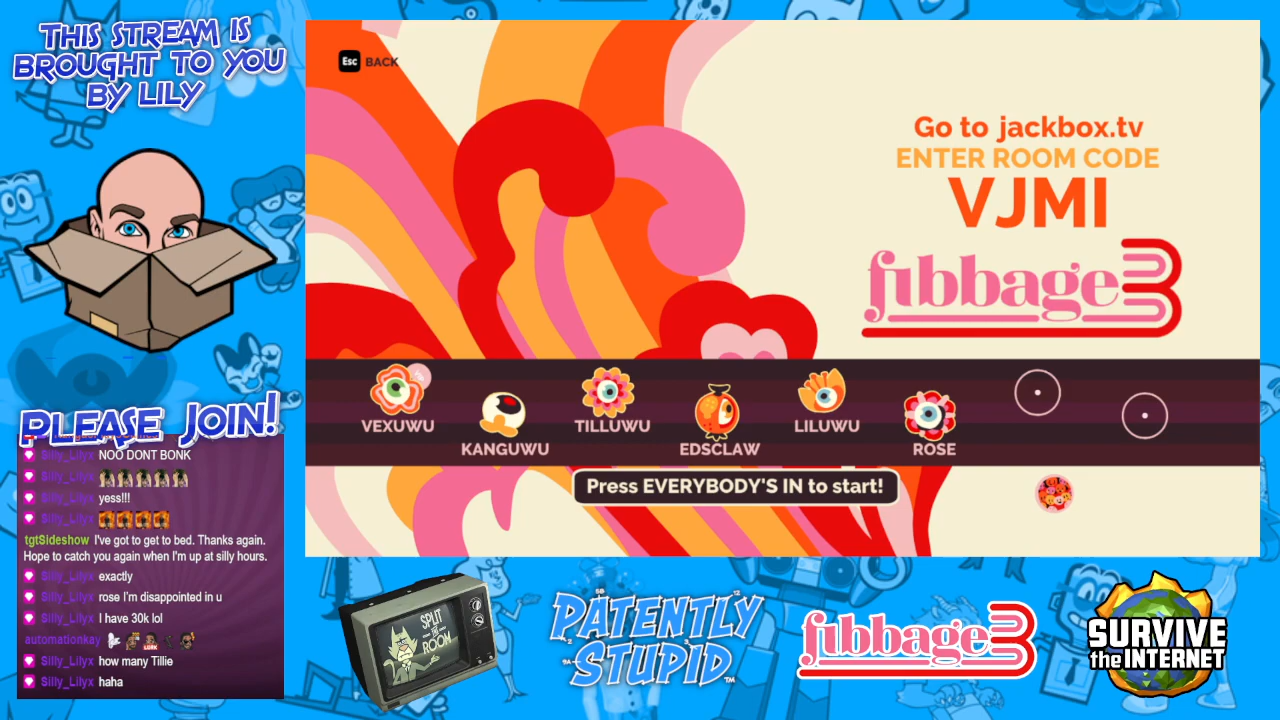 THIS STREAM IS
BROUGHT TO YOU
BY LILY
Esc BACK
Go to jackbox.tv
ENTER ROOM CODE
VJMI
fibbage 3
VEXUWU
KANGUWU
TILLUWU
EDSCLAW
LILUWU
ROSE
Press EVERYBODY'S IN to start!
PLEASE JOIN!
Silly_Lilyx NOO DONT BONK
Silly_Lilyx
Silly_Lilyx yess!!!
Silly_Lilyx
tgtSideshow I've got to get to bed. Thanks again.
Hope to catch you again when I'm up at silly hours.
Silly_Lilyx exactly
Silly_Lilyx rose I'm disappointed in u
Silly_Lilyx I have 30k lol
automationkay
Silly_Lilyx how many Tillie
Silly_Lilyx haha
SPLIT
THE
ROOM
PATENTLY
STUPID
fibbage 3
SURVIVE
the INTERNET